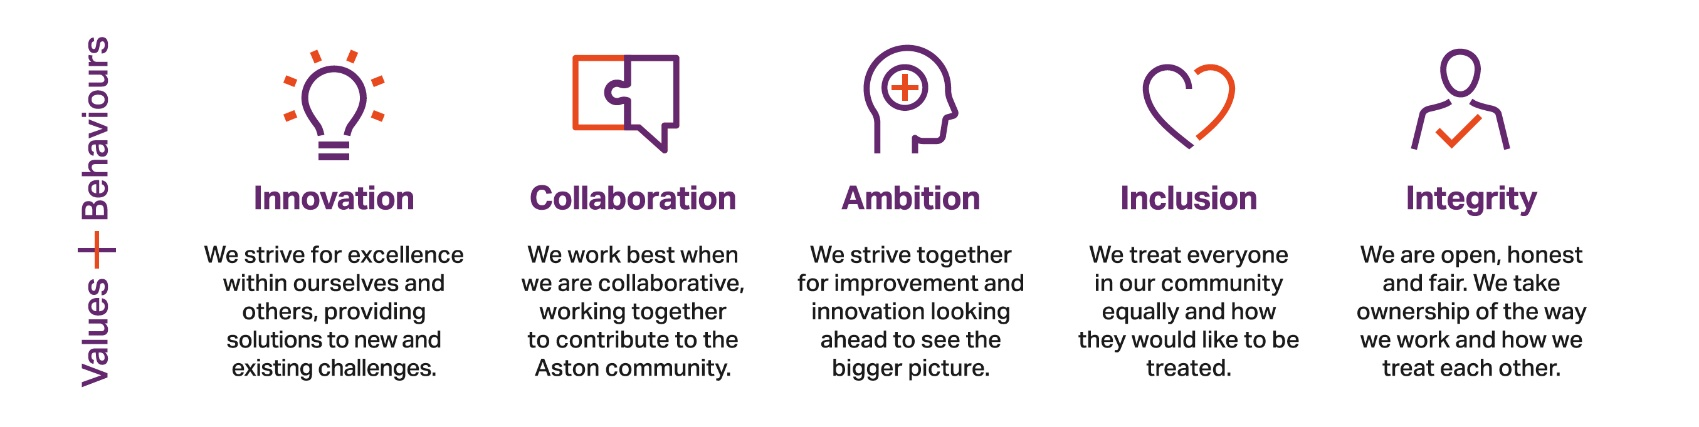 Values + Behaviours
Innovation
We strive for excellence
within ourselves and
others, providing
solutions to new and
existing challenges.
Collaboration
We work best when
we are collaborative,
working together
to contribute to the
Aston community.
Ambition
We strive together
for improvement and
innovation looking
ahead to see the
bigger picture.
Inclusion
We treat everyone
in our community
equally and how
they would like to be
treated.
Integrity
We are open, honest
and fair. We take
ownership of the way
we work and how we
treat each other.